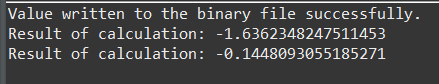 Value written to the binary file successfully.
Result of calculation: -1.6362348247511453
Result of calculation: -0.1448093055185271